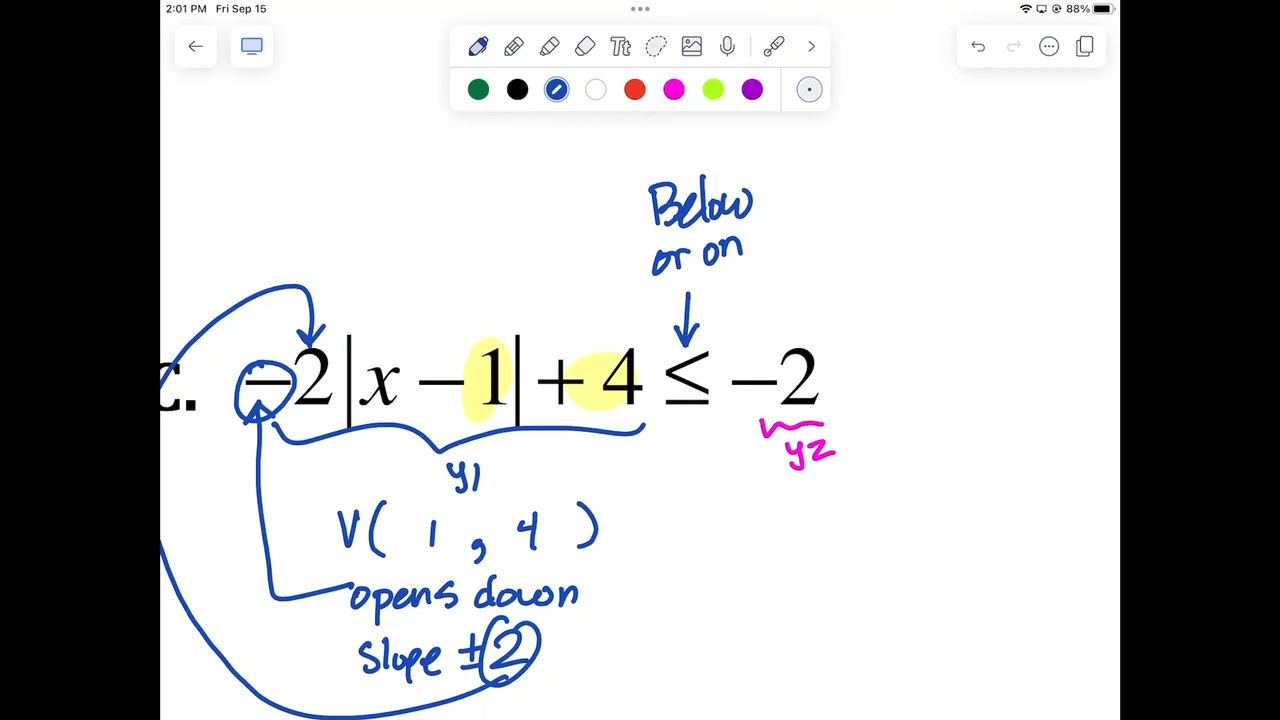 2:01 PM Fri Sep 15
88%
Tt
Below
or on
c. −2|x − 1| + 4 ≤ −2
y1
y2
V( 1 , 4 )
opens down
slope ±2